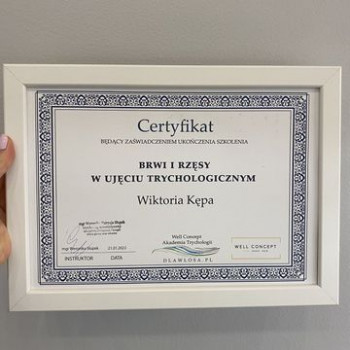 Certyfikat
BĘDĄCY ZAŚWIADCZENIEM UKOŃCZENIA SZKOLENIA
BRWI I RZĘSY
W UJĘCIU TRYCHOLOGICZNYM
Wiktoria Kępa
Well Concept
Akademia Trychologii
DLAWLOSA.PL
WELL CONCEPT
INSTRUKTOR DATA